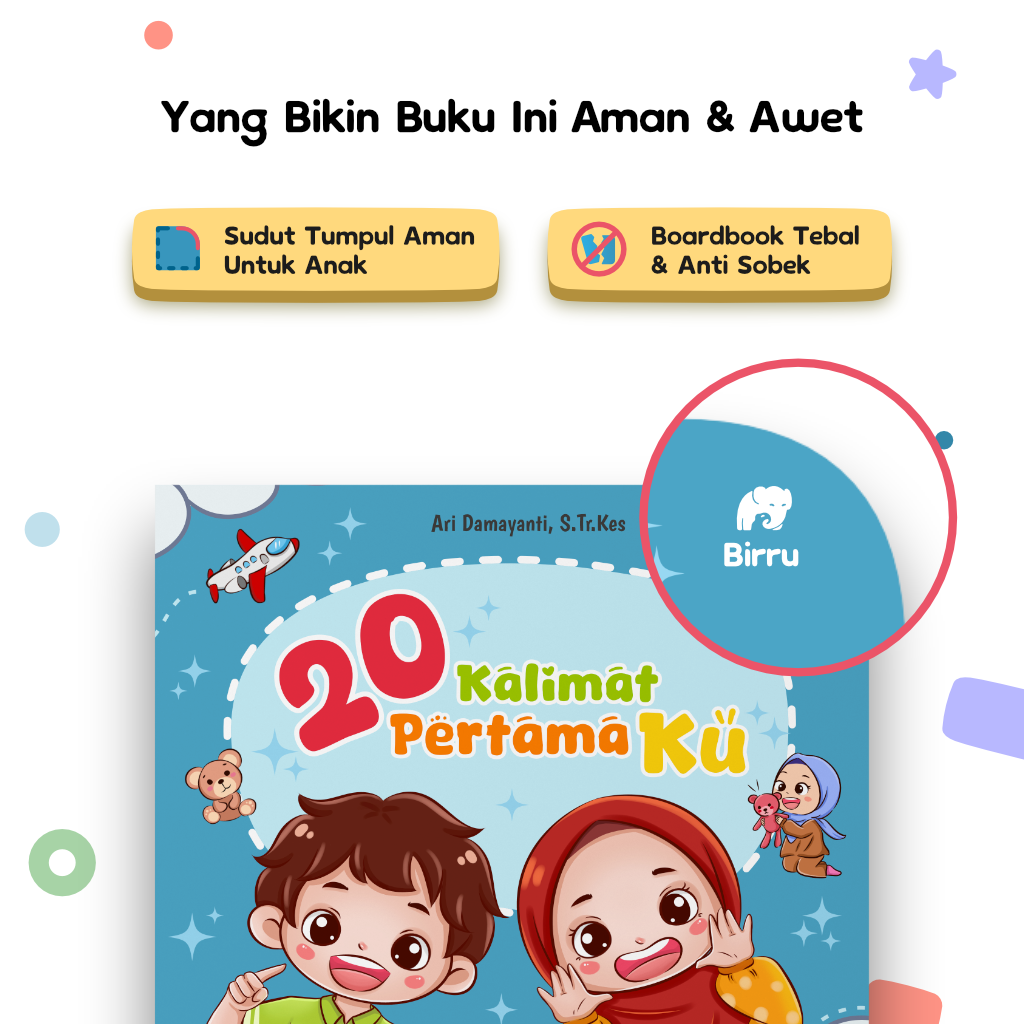 Yang Bikin Buku Ini Aman & Awet
Sudut Tumpul Aman
Untuk Anak
Boardbook Tebal
& Anti Sobek
Birru
Ari Damayanti, S.Tr.Kes
20 Kalimat
Pertama Ku